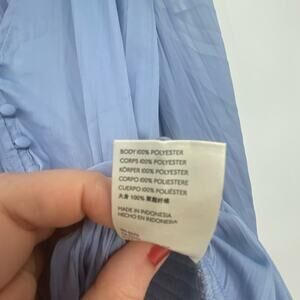 BODY 100% POLYESTER
CORPS 100% POLYESTER
KÖRPER 100% POLYESTER
CORPO 100% POLIESTERE
CUERPO 100% POLIÉSTER
大身 100% 聚酯纤维
MADE IN INDONESIA
HECHO EN INDONESIA